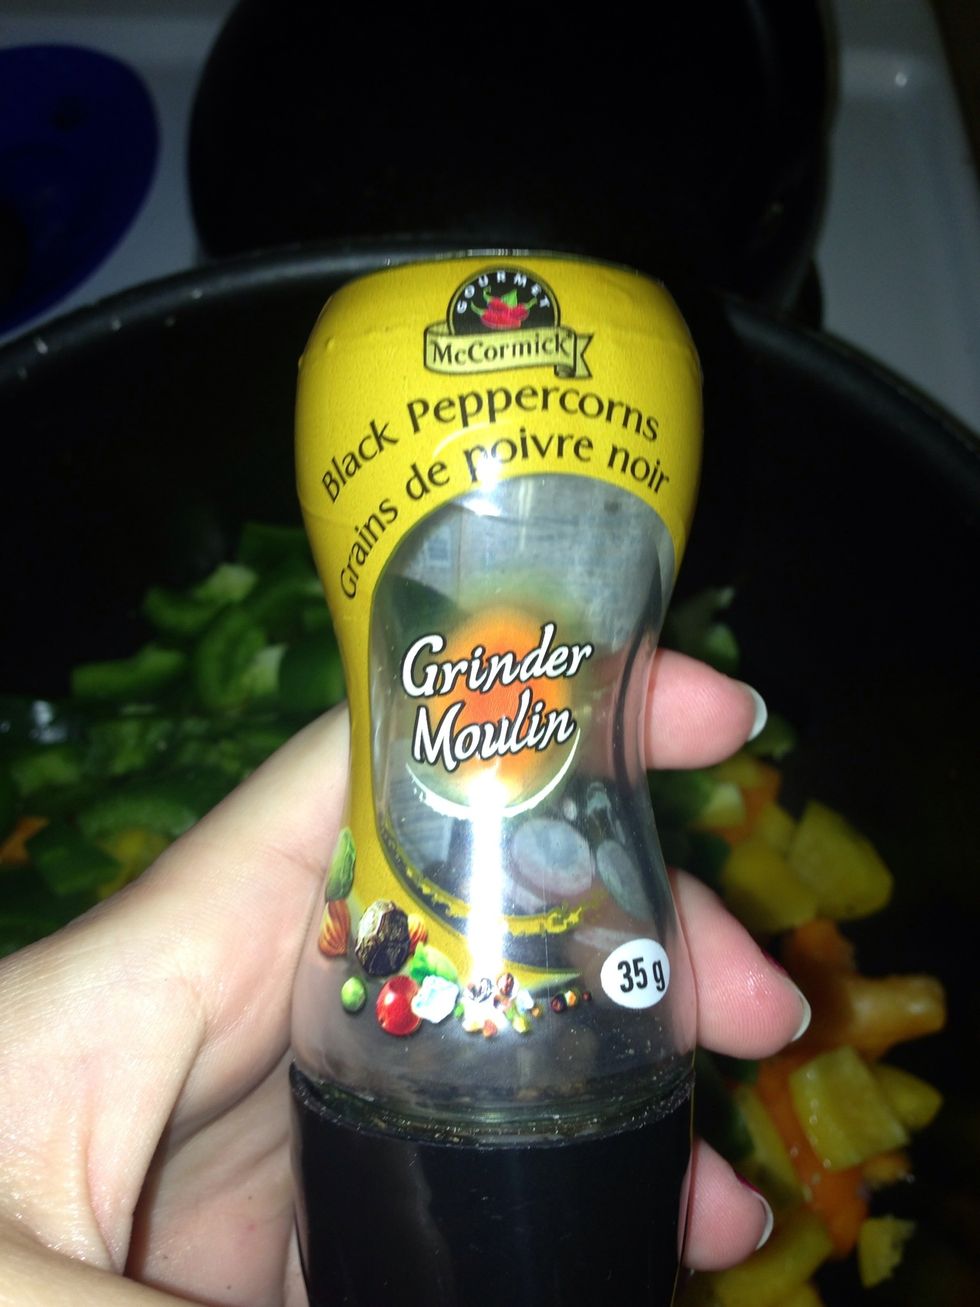 GOURMET
McCormick
Black Peppercorns
Grains de poivre noir
Grinder
Moulin
35 g